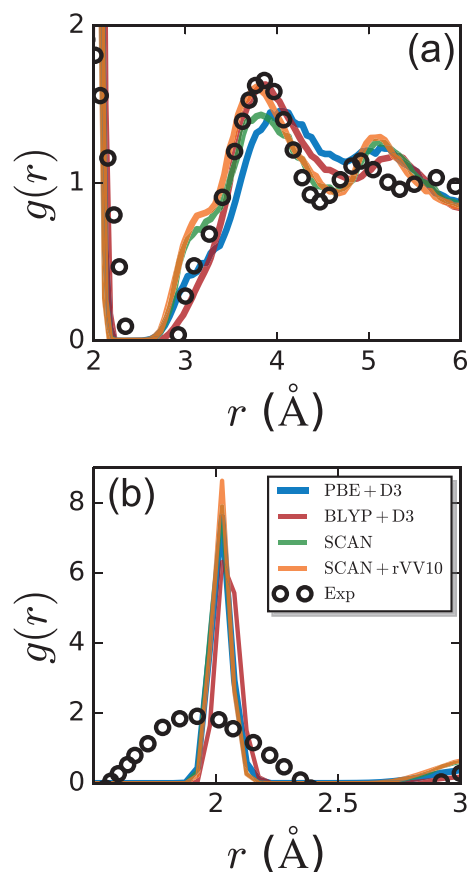 (a)
2
1
0
g(r)
2 3 4 5 6
r (Å)
(b)
8
6
4
2
0
g(r)
PBE+D3
BLYP+D3
SCAN
SCAN+rVV10
Exp
2 2.5 3
r (Å)